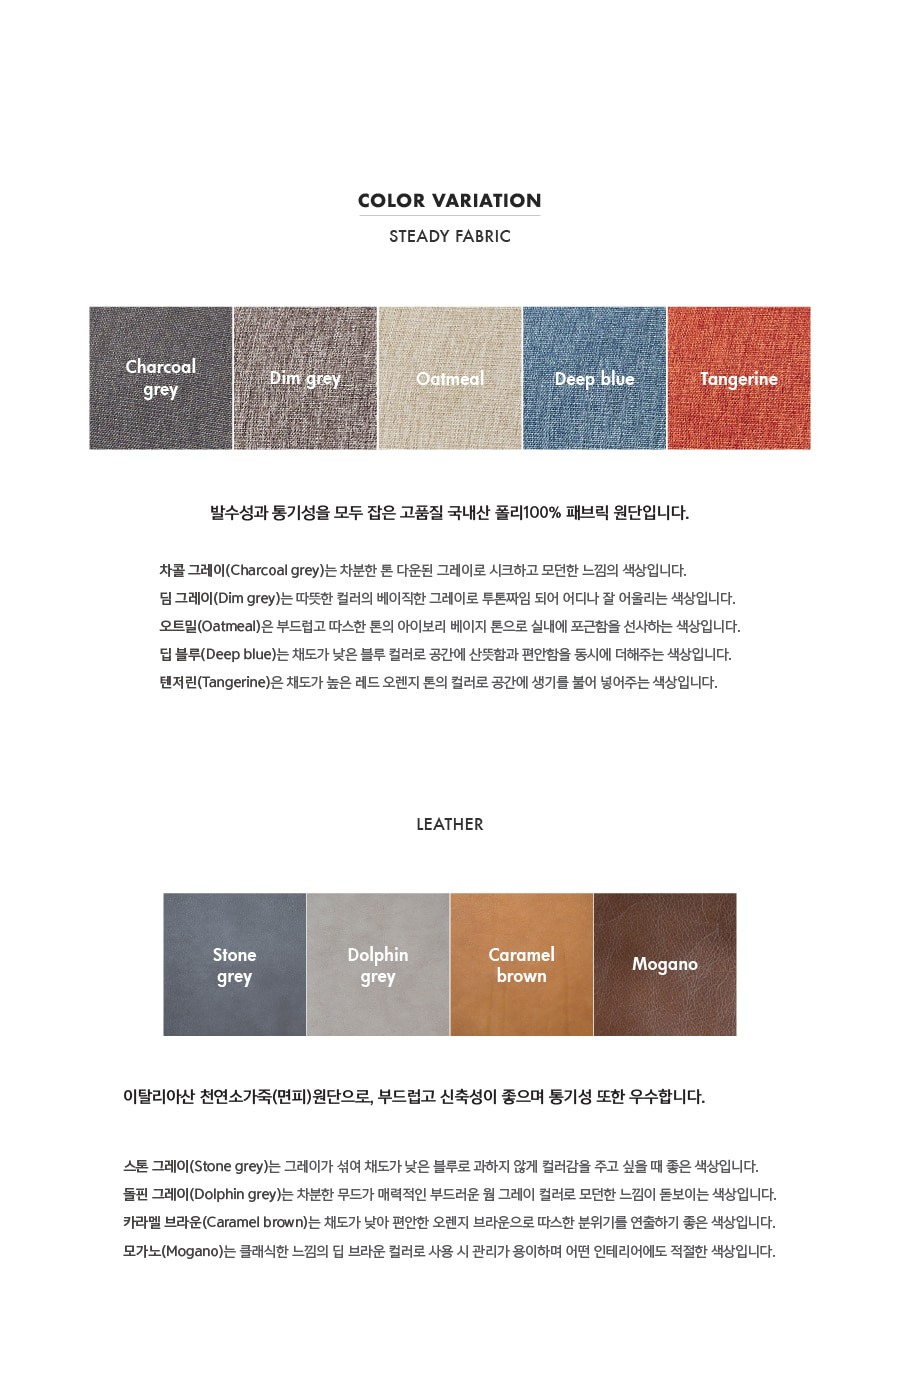 COLOR VARIATION
STEADY FABRIC
Charcoal
grey
Dim grey
Oatmeal
Deep blue
Tangerine
발수성과 통기성을 모두 잡은 고품질 국내산 폴리100% 패브릭 원단입니다.
차콜 그레이(Charcoal grey)는 차분한 톤 다운된 그레이로 시크하고 모던한 느낌의 색상입니다.
딤 그레이(Dim grey)는 따뜻한 컬러의 베이직한 그레이로 투톤짜임 되어 어디나 잘 어울리는 색상입니다.
오트밀(Oatmeal)은 부드럽고 따스한 톤의 아이보리 베이지 톤으로 실내에 포근함을 선사하는 색상입니다.
딥 블루(Deep blue)는 채도가 낮은 블루 컬러로 공간에 산뜻함과 편안함을 동시에 더해주는 색상입니다.
텐저린(Tangerine)은 채도가 높은 레드 오렌지 톤의 컬러로 공간에 생기를 불어 넣어주는 색상입니다.
LEATHER
Stone
grey
Dolphin
grey
Caramel
brown
Mogano
이탈리아산 천연소가죽(면피)원단으로, 부드럽고 신축성이 좋으며 통기성 또한 우수합니다.
스톤 그레이(Stone grey)는 그레이가 섞여 채도가 낮은 블루로 과하지 않게 컬러감을 주고 싶을 때 좋은 색상입니다.
돌핀 그레이(Dolphin grey)는 차분한 무드가 매력적인 부드러운 웜 그레이 컬러로 모던한 느낌이 돋보이는 색상입니다.
카라멜 브라운(Caramel brown)는 채도가 낮아 편안한 오렌지 브라운으로 따스한 분위기를 연출하기 좋은 색상입니다.
모가노(Mogano)는 클래식한 느낌의 딥 브라운 컬러로 사용 시 관리가 용이하며 어떤 인테리어에도 적절한 색상입니다.